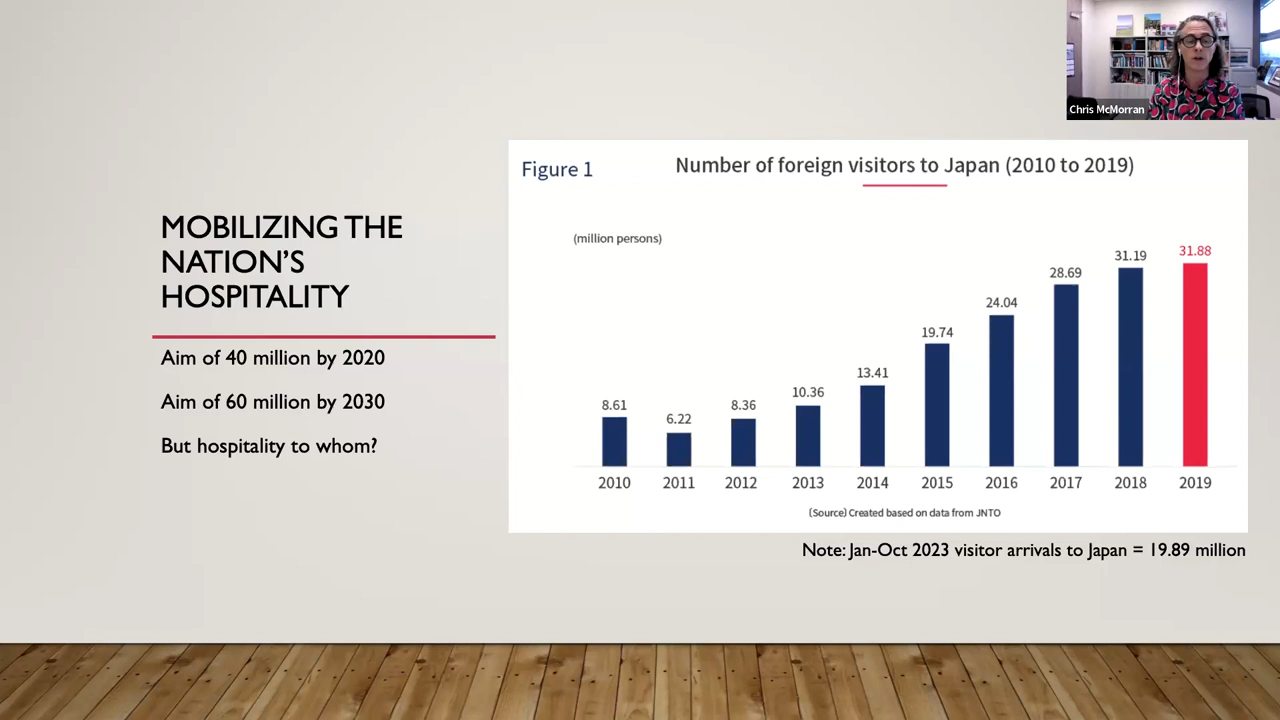 Chris McMorran
MOBILIZING THE
NATION'S
HOSPITALITY
Aim of 40 million by 2020
Aim of 60 million by 2030
But hospitality to whom?
Figure 1
Number of foreign visitors to Japan (2010 to 2019)
(million persons)
8.61
6.22
8.36
10.36
13.41
19.74
24.04
28.69
31.19
31.88
2010 2011 2012 2013 2014 2015 2016 2017 2018 2019
(Source) Created based on data from JNTO
Note: Jan-Oct 2023 visitor arrivals to Japan = 19.89 million